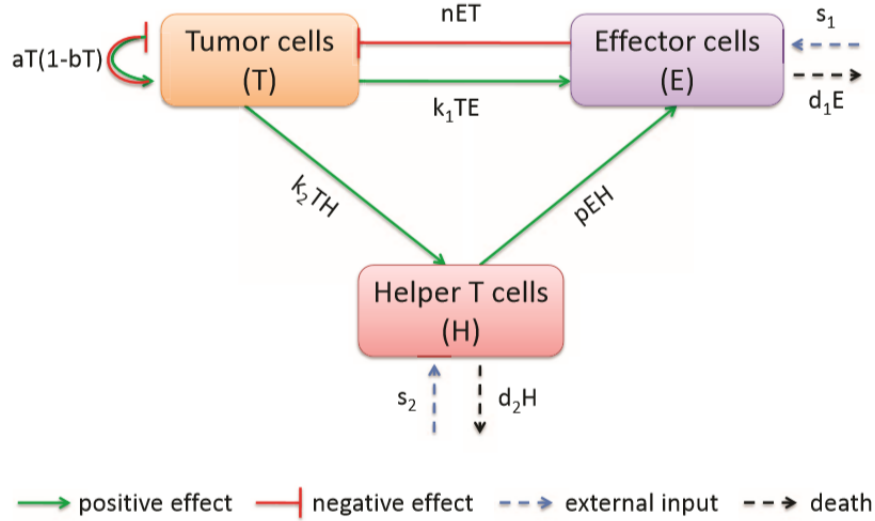 nET
s₁
aT(1-bT)
Tumor cells
(T)
Effector cells
(E)
k₁TE
d₁E
k₂TH
pEH
Helper T cells
(H)
s₂
d₂H
positive effect
negative effect
external input
death